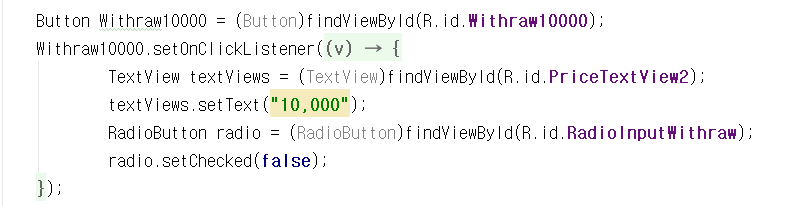 Button Withraw10000 = (Button)findViewById(R.id.Withraw10000);
Withraw10000.setOnClickListener((v) → {
TextView textViews = (TextView)findViewById(R.id.PriceTextView2);
textViews.setText("10,000");
RadioButton radio = (RadioButton)findViewById(R.id.RadioInputWithraw);
radio.setChecked(false);
});